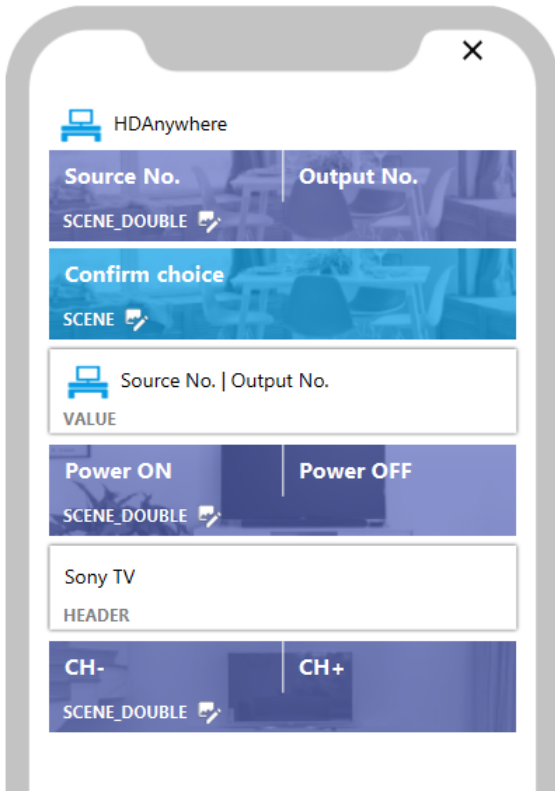 HDAnywhere
Source No. Output No.
SCENE_DOUBLE
Confirm choice
SCENE
Source No. | Output No.
VALUE
Power ON Power OFF
SCENE_DOUBLE
Sony TV
HEADER
CH- CH+
SCENE_DOUBLE